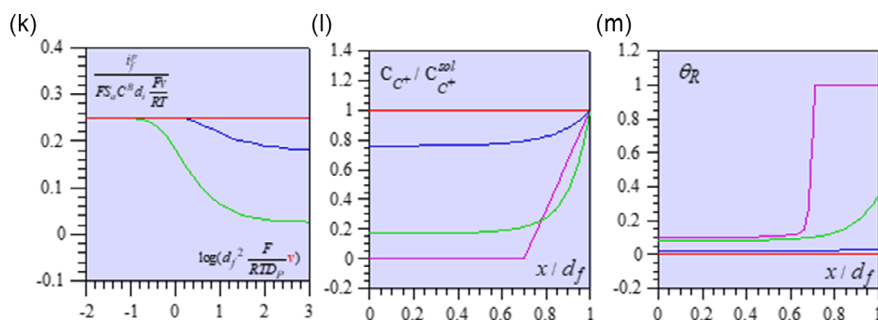 (k) (l) (m)
0.4
0.3
0.2
0.1
0
-0.1
i_f^p / F S_a C^B d_f Fv/RT
log(d_f^2 F/RTD_P v)
-2 -1 0 1 2 3
1.4
1.2
1
0.8
0.6
0.4
0.2
0
-0.2
C_{C^+} / C_{C^+}^{sol}
x / d_f
0 0.2 0.4 0.6 0.8 1
1.2
1
0.8
0.6
0.4
0.2
0
-0.2
θ_R
x / d_f
0 0.2 0.4 0.6 0.8 1